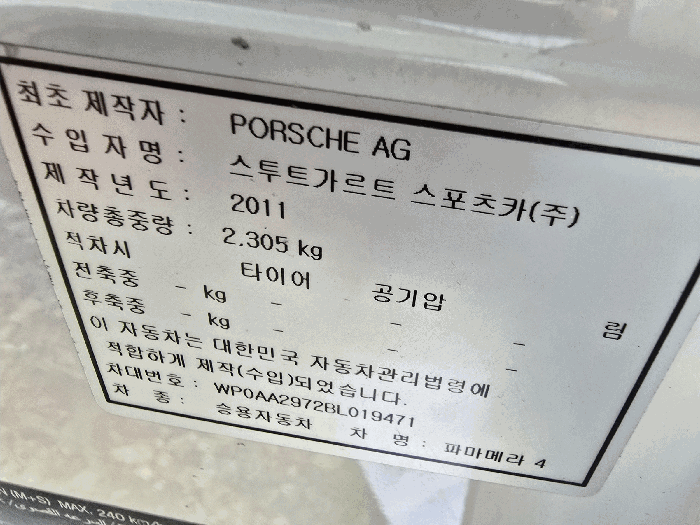 최초 제작자 : PORSCHE AG
수 입 자 명 : 스투트가르트 스포츠카(주)
제 작 년 도 : 2011
차량총중량 : 2.305 kg
적차시 타이어 공기압 림
전축중 - kg - - -
후축중 - kg - - -
이 자동차는 대한민국 자동차관리법령에
적합하게 제작(수입)되었습니다.
차대번호 : WP0AA2972BL019471
차 종 : 승용자동차 차 명 : 파마메라 4
(M+S) MAX. 240 km/